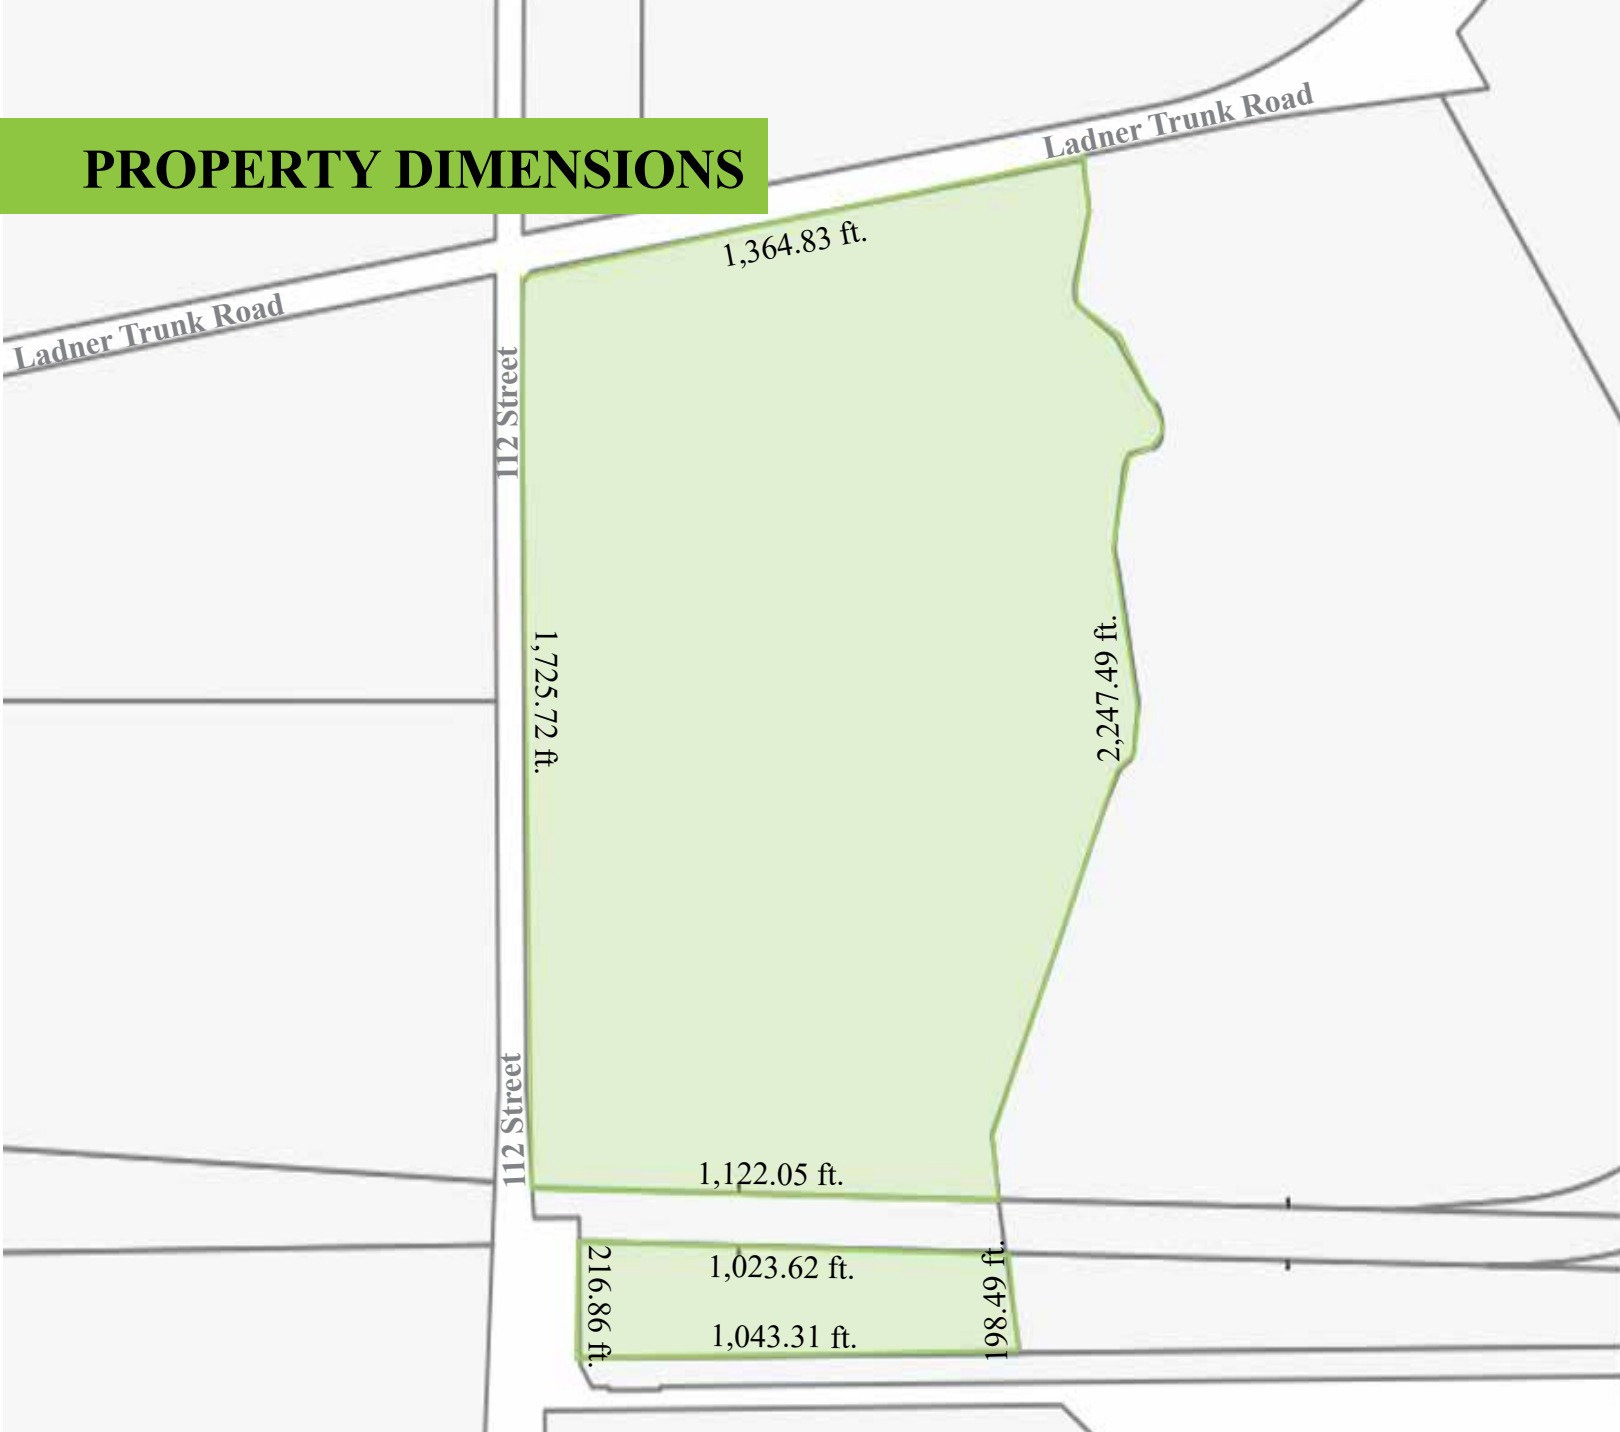 Ladner Trunk Road
PROPERTY DIMENSIONS
1,364.83 ft.
Ladner Trunk Road
112 Street
1,725.72 ft.
2,247.49 ft.
112 Street
1,122.05 ft.
216.86 ft.
1,023.62 ft.
198.49 ft.
1,043.31 ft.